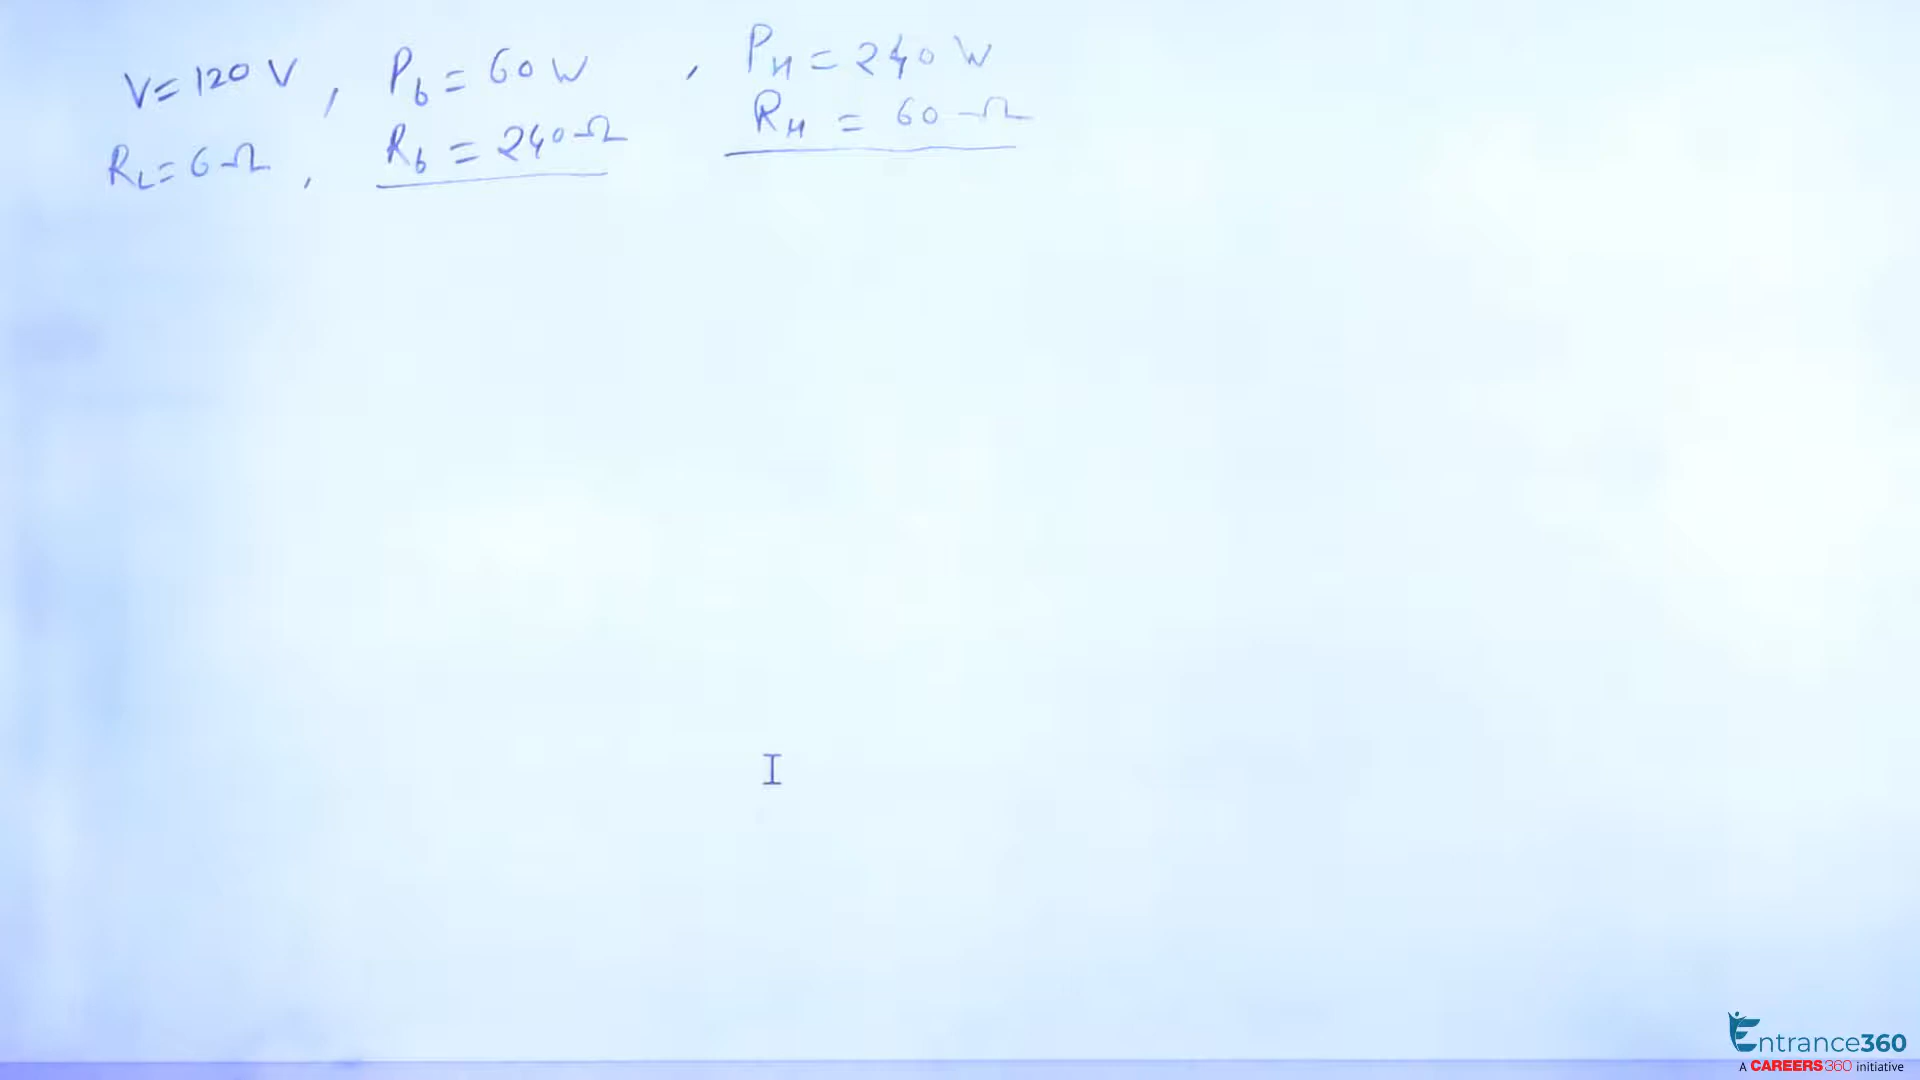 V = 120 V , P_b = 60 W , P_H = 240 W
R_L = 6 Ω , R_b = 240 Ω R_H = 60 Ω
Entrance360
A CAREERS360 initiative